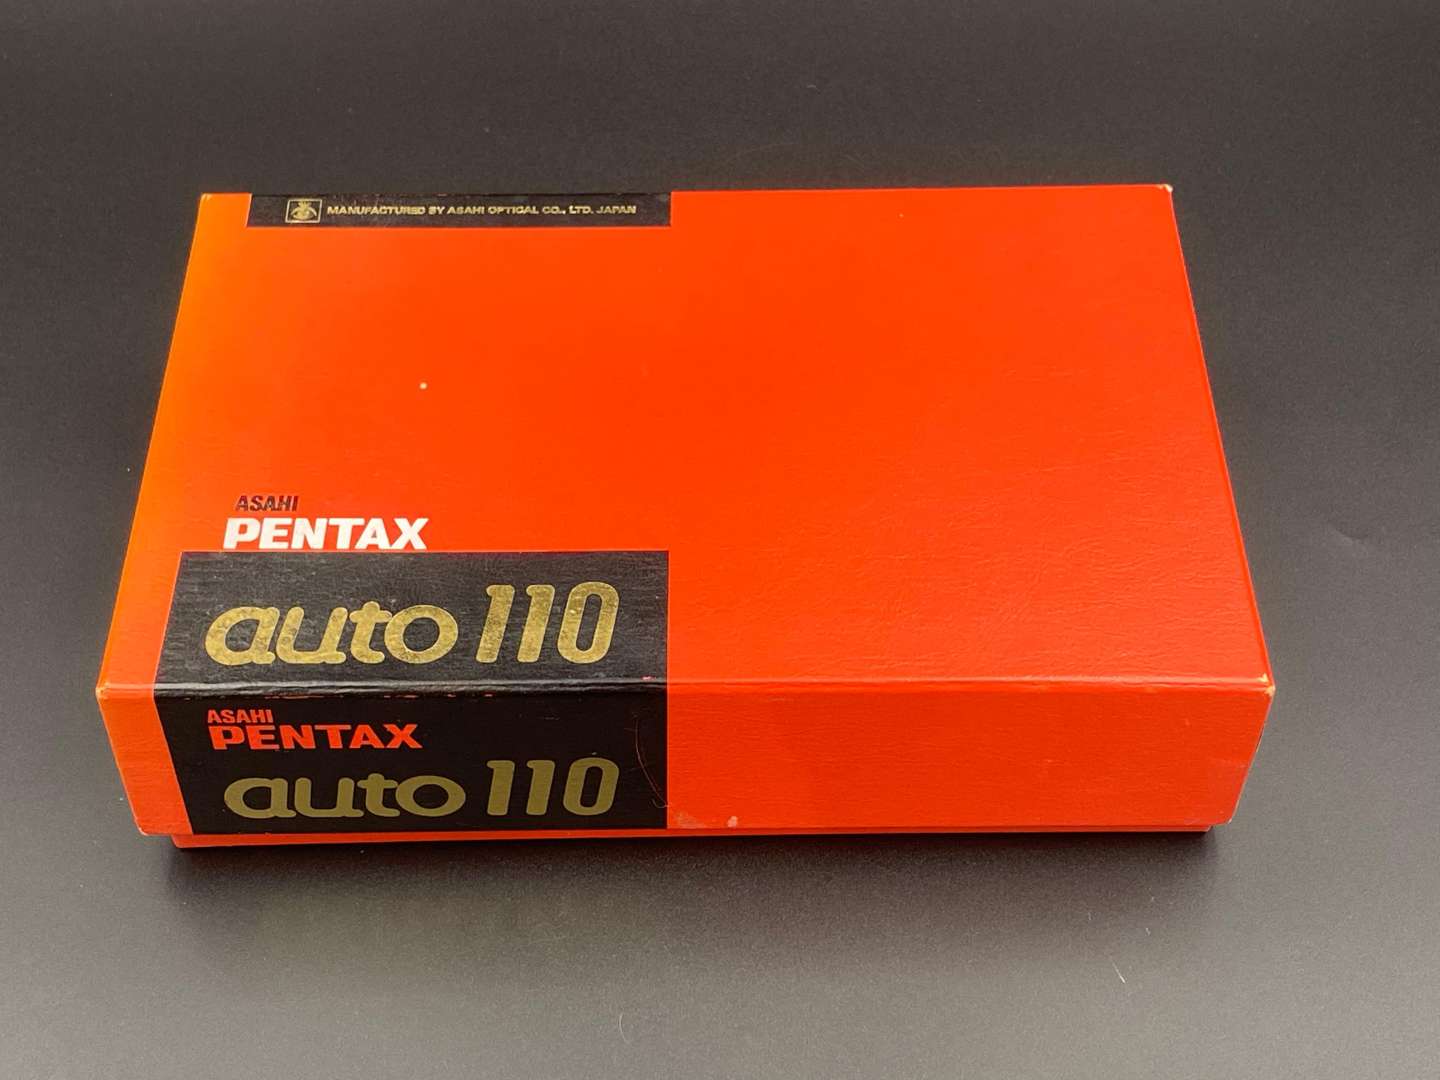 MANUFACTURED BY ASAHI OPTICAL CO., LTD. JAPAN
ASAHI
PENTAX
auto 110
ASAHI
PENTAX
auto 110